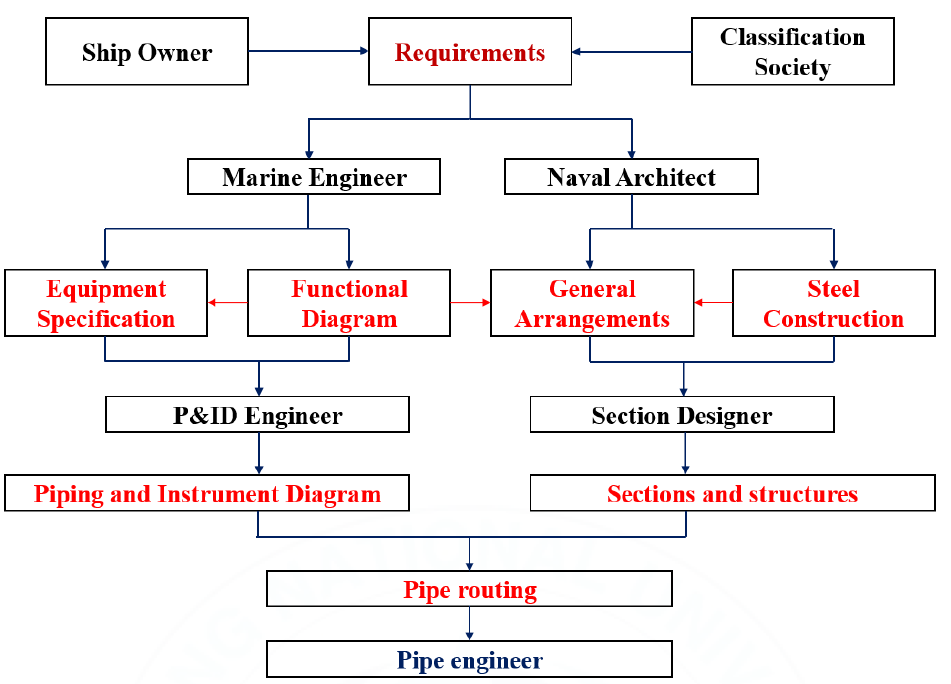 Ship Owner
Requirements
Classification
Society
Marine Engineer
Naval Architect
Equipment
Specification
Functional
Diagram
General
Arrangements
Steel
Construction
P&ID Engineer
Section Designer
Piping and Instrument Diagram
Sections and structures
Pipe routing
Pipe engineer